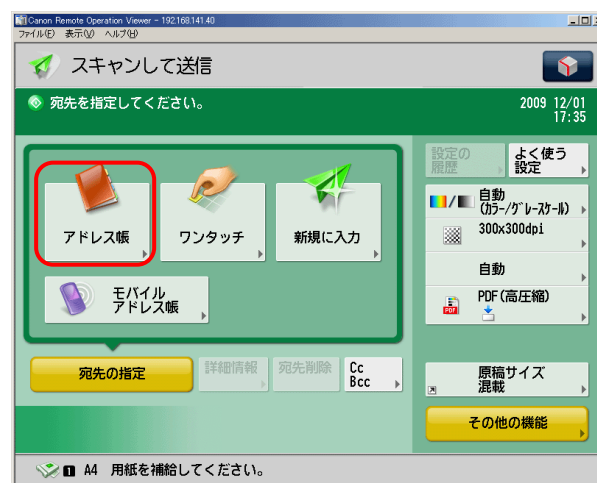 Canon Remote Operation Viewer - 192.168.141.40
ファイル(F) 表示(V) ヘルプ(H)
スキャンして送信
宛先を指定してください。
2009 12/01
17:35
設定の
履歴
よく使う
設定
アドレス帳
ワンタッチ
新規に入力
モバイル
アドレス帳
自動
(カラー/グレースケール)
300x300dpi
自動
PDF
PDF(高圧縮)
宛先の指定
詳細情報
宛先削除
Cc
Bcc
原稿サイズ
混載
その他の機能
1 A4 用紙を補給してください。